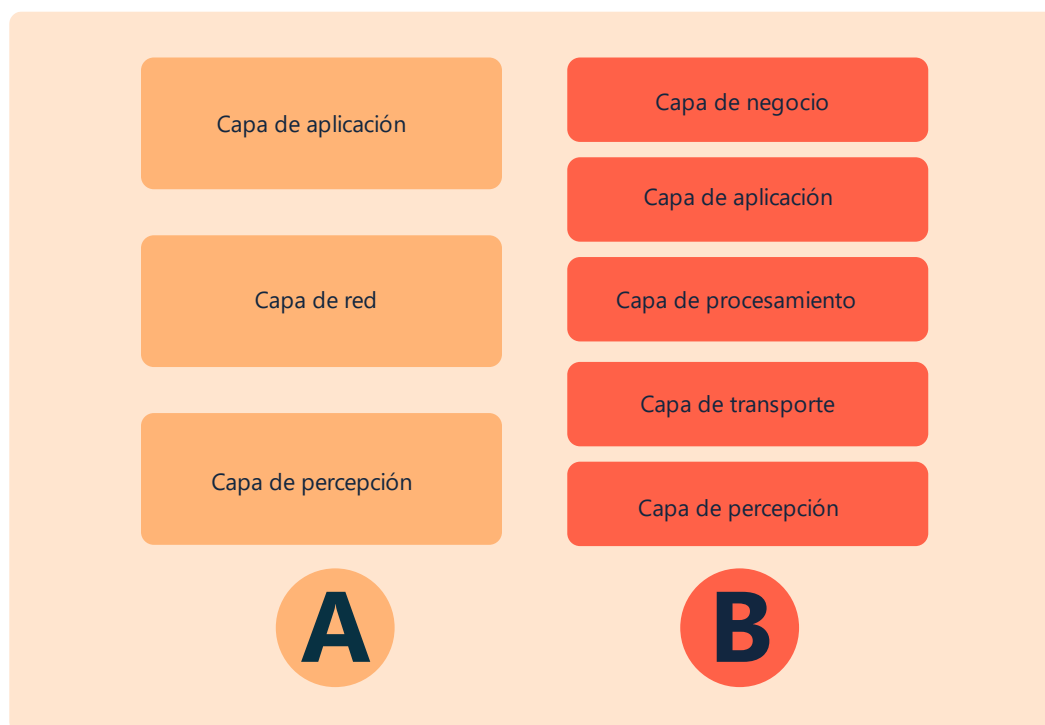 Capa de aplicación
Capa de red
Capa de percepción
A
Capa de negocio
Capa de aplicación
Capa de procesamiento
Capa de transporte
Capa de percepción
B